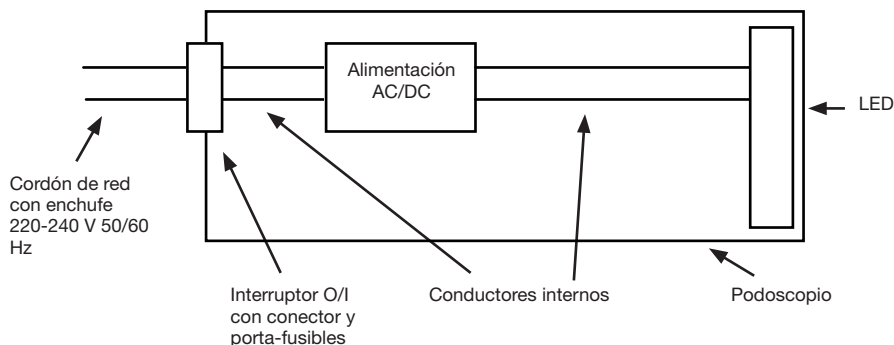 Alimentación
AC/DC
LED
Cordón de red
con enchufe
220-240 V 50/60
Hz
Interruptor O/I
con conector y
porta-fusibles
Conductores internos
Podoscopio